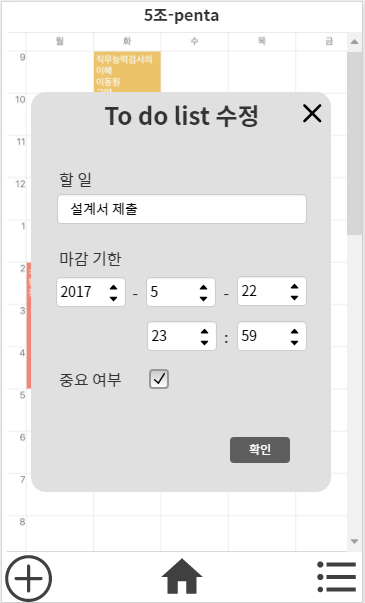 5조-penta
월 화 수 목 금
9
직무능력검사의
이해
이동원
10
To do list 수정
11
할 일
12
설계서 제출
1
마감 기한
2
2017 - 5 - 22
3
23 : 59
4
중요 여부
5
6
확인
7
8